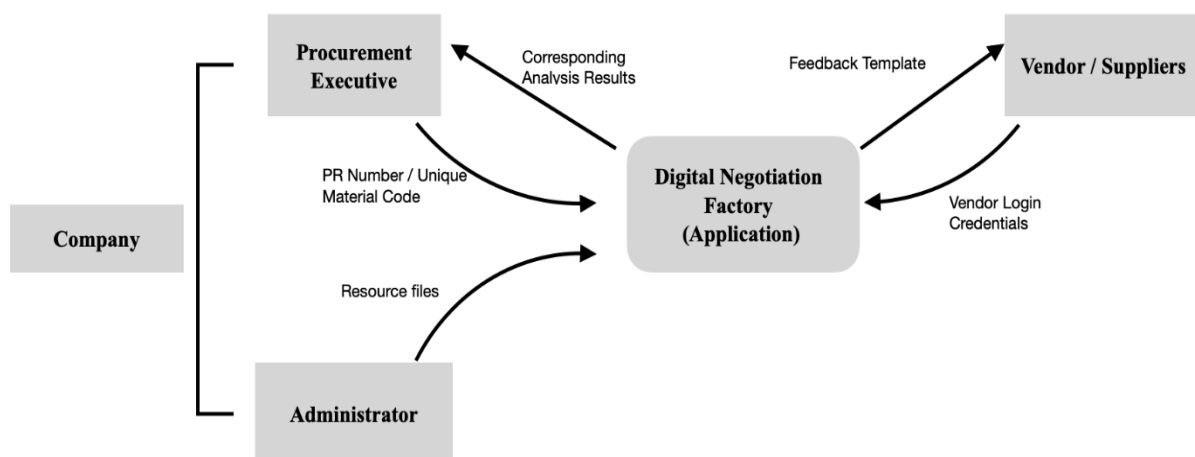 Procurement
Executive
Corresponding
Analysis Results
Feedback Template
Vendor / Suppliers
PR Number / Unique
Material Code
Digital Negotiation
Factory
(Application)
Vendor Login
Credentials
Company
Resource files
Administrator